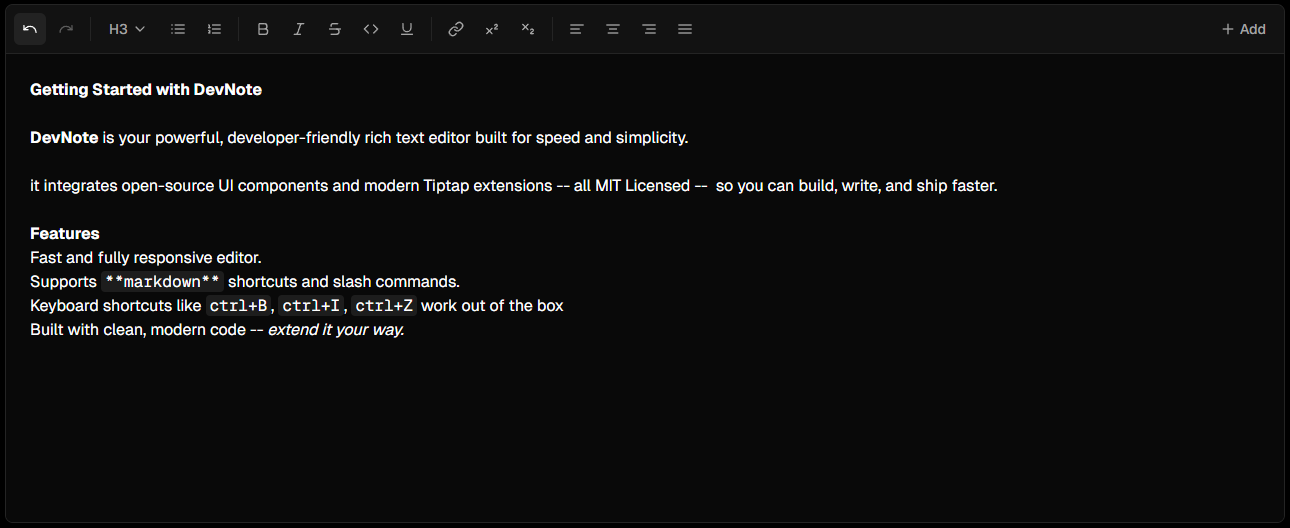 H3
Add
Getting Started with DevNote
DevNote is your powerful, developer-friendly rich text editor built for speed and simplicity.
it integrates open-source UI components and modern Tiptap extensions -- all MIT Licensed --  so you can build, write, and ship faster.
Features
Fast and fully responsive editor.
Supports **markdown** shortcuts and slash commands.
Keyboard shortcuts like ctrl+B, ctrl+I, ctrl+Z work out of the box
Built with clean, modern code -- extend it your way.